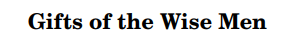 Gifts of the Wise Men